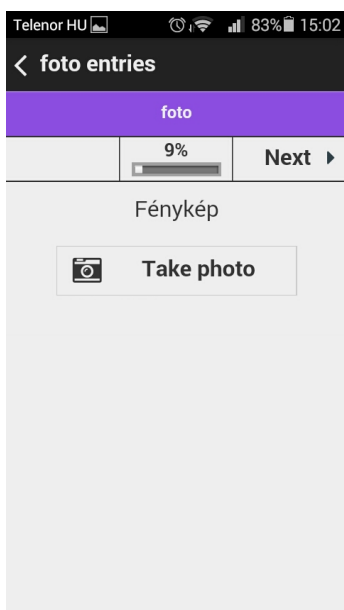 Telenor HU 83% 15:02
foto entries
foto
9%
Next
Fénykép
Take photo